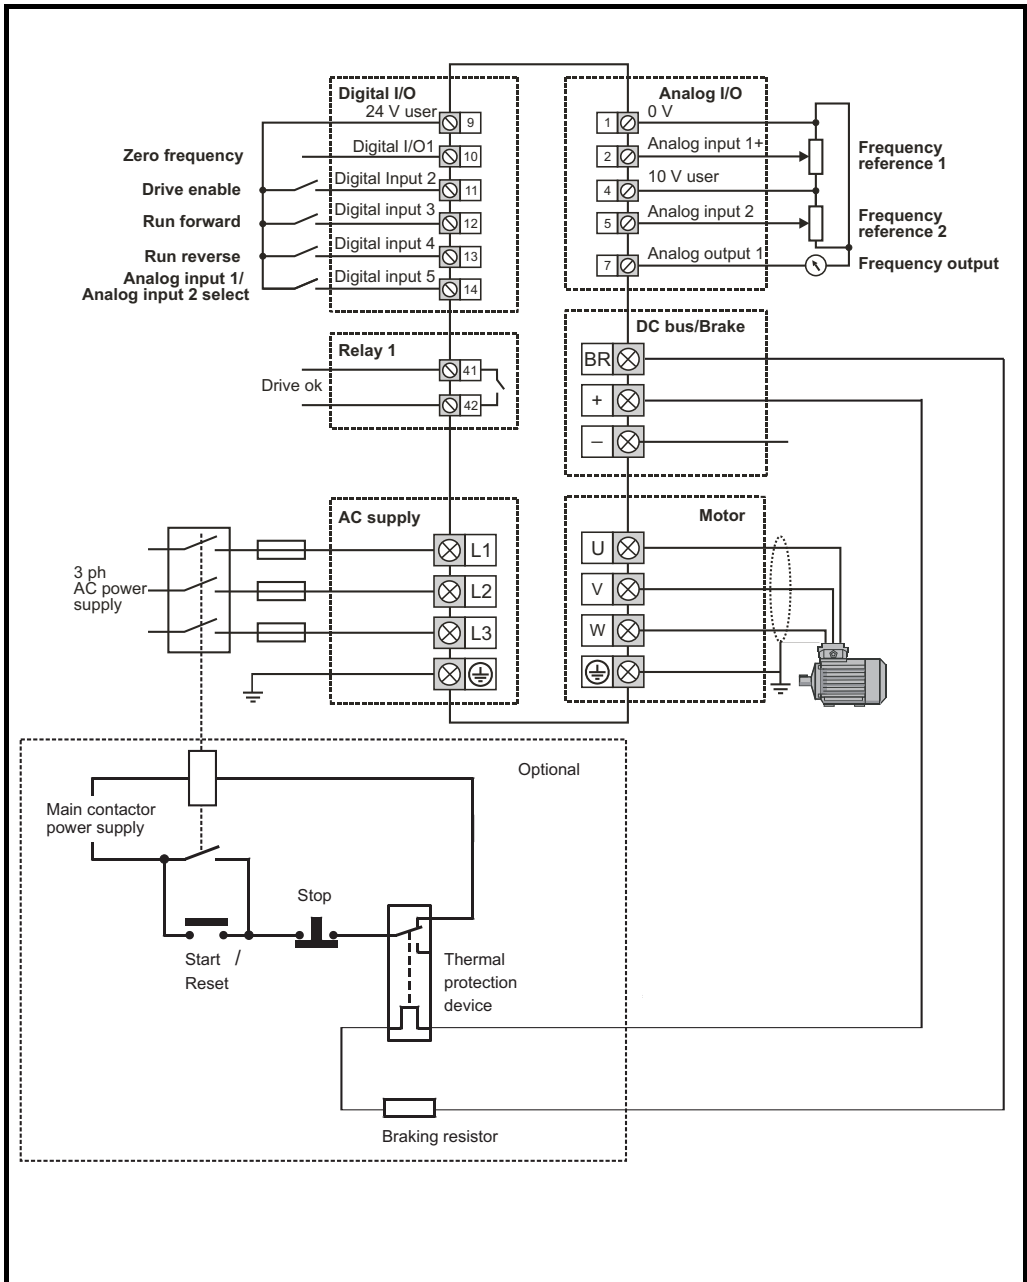 Digital I/O
24 V user
9
Digital I/O1
10
Zero frequency
Digital Input 2
11
Drive enable
Digital input 3
12
Run forward
Digital input 4
13
Run reverse
Digital input 5
14
Analog input 1/
Analog input 2 select
Analog I/O
0 V
1
Analog input 1+
2
10 V user
4
Analog input 2
5
Analog output 1
7
Frequency
reference 1
Frequency
reference 2
Frequency output
Relay 1
41
Drive ok
42
DC bus/Brake
BR
+
−
AC supply
L1
L2
L3
3 ph
AC power
supply
Motor
U
V
W
Optional
Main contactor
power supply
Stop
Start /
Reset
Thermal
protection
device
Braking resistor